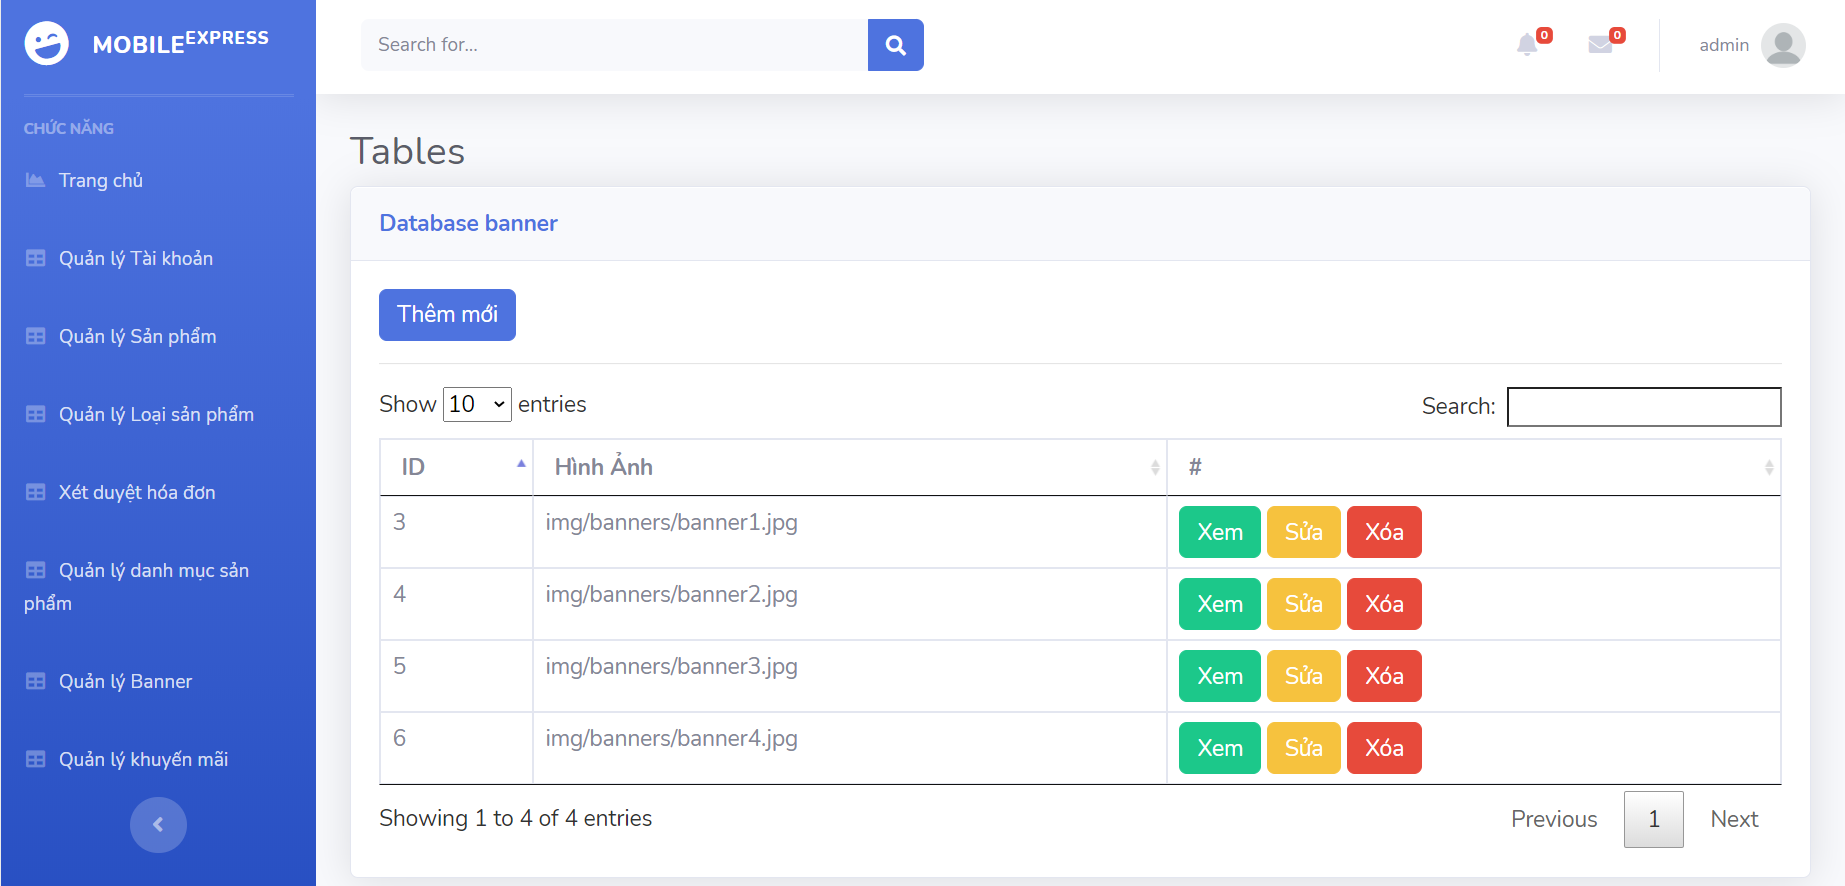 MOBILEEXPRESS
Search for...
0
0
admin
CHỨC NĂNG
Trang chủ
Quản lý Tài khoản
Quản lý Sản phẩm
Quản lý Loại sản phẩm
Xét duyệt hóa đơn
Quản lý danh mục sản
phẩm
Quản lý Banner
Quản lý khuyến mãi
Tables
Database banner
Thêm mới
Show 10 entries
Search:
ID Hình Ảnh #
3 img/banners/banner1.jpg Xem Sửa Xóa
4 img/banners/banner2.jpg Xem Sửa Xóa
5 img/banners/banner3.jpg Xem Sửa Xóa
6 img/banners/banner4.jpg Xem Sửa Xóa
Showing 1 to 4 of 4 entries
Previous 1 Next